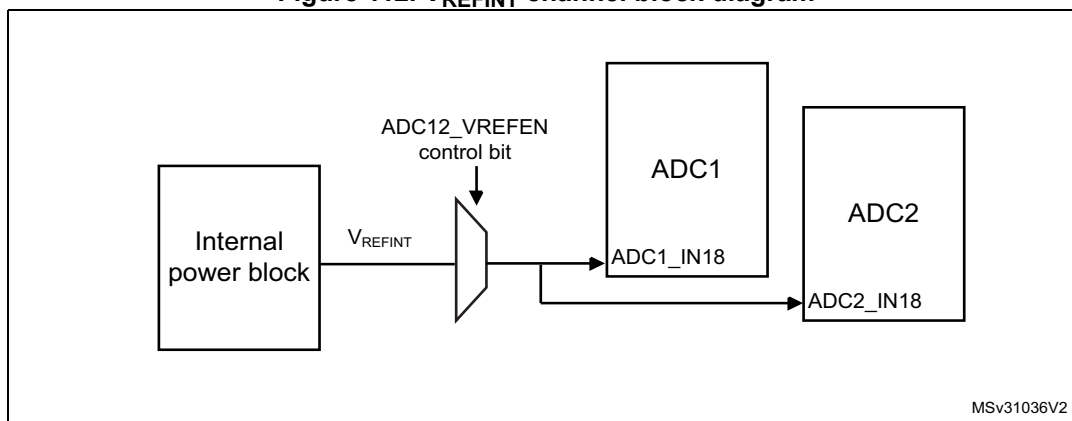 ADC12_VREFEN
control bit
ADC1
ADC2
Internal
power block
VREFINT
ADC1_IN18
ADC2_IN18
MSv31036V2